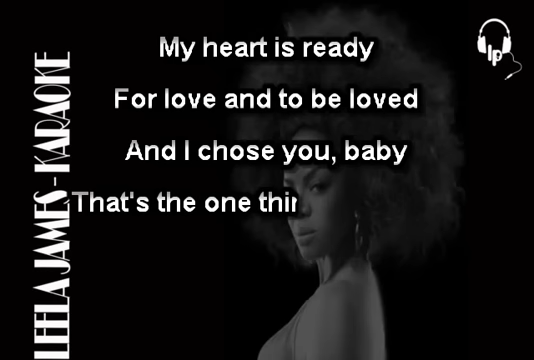 My heart is ready
For love and to be loved
And I chose you, baby
That's the one thin
LEELA JAMES - KARAOKE
lp